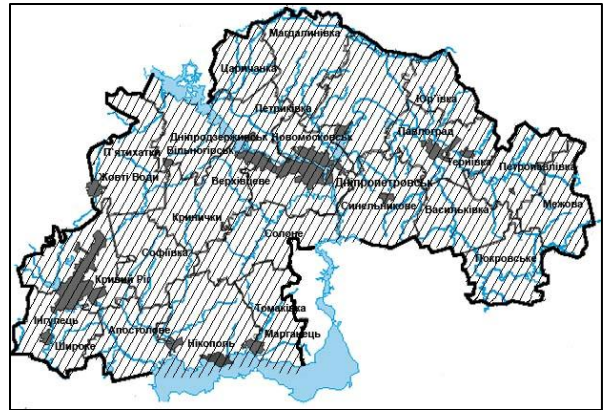 Магдалинівка
Царичанка
Петриківка
Юр'ївка
Дніпродзержинськ
Новомосковськ
Павлоград
Вільногірськ
П'ятихатки
Тернівка
Петропавлівка
Жовті Води
Верхівцеве
Дніпропетровськ
Синельникове
Васильківка
Межова
Кринички
Солоне
Софіївка
Покровське
Кривий Ріг
Томаківка
Інгулець
Апостолове
Широке
Нікополь
Марганець